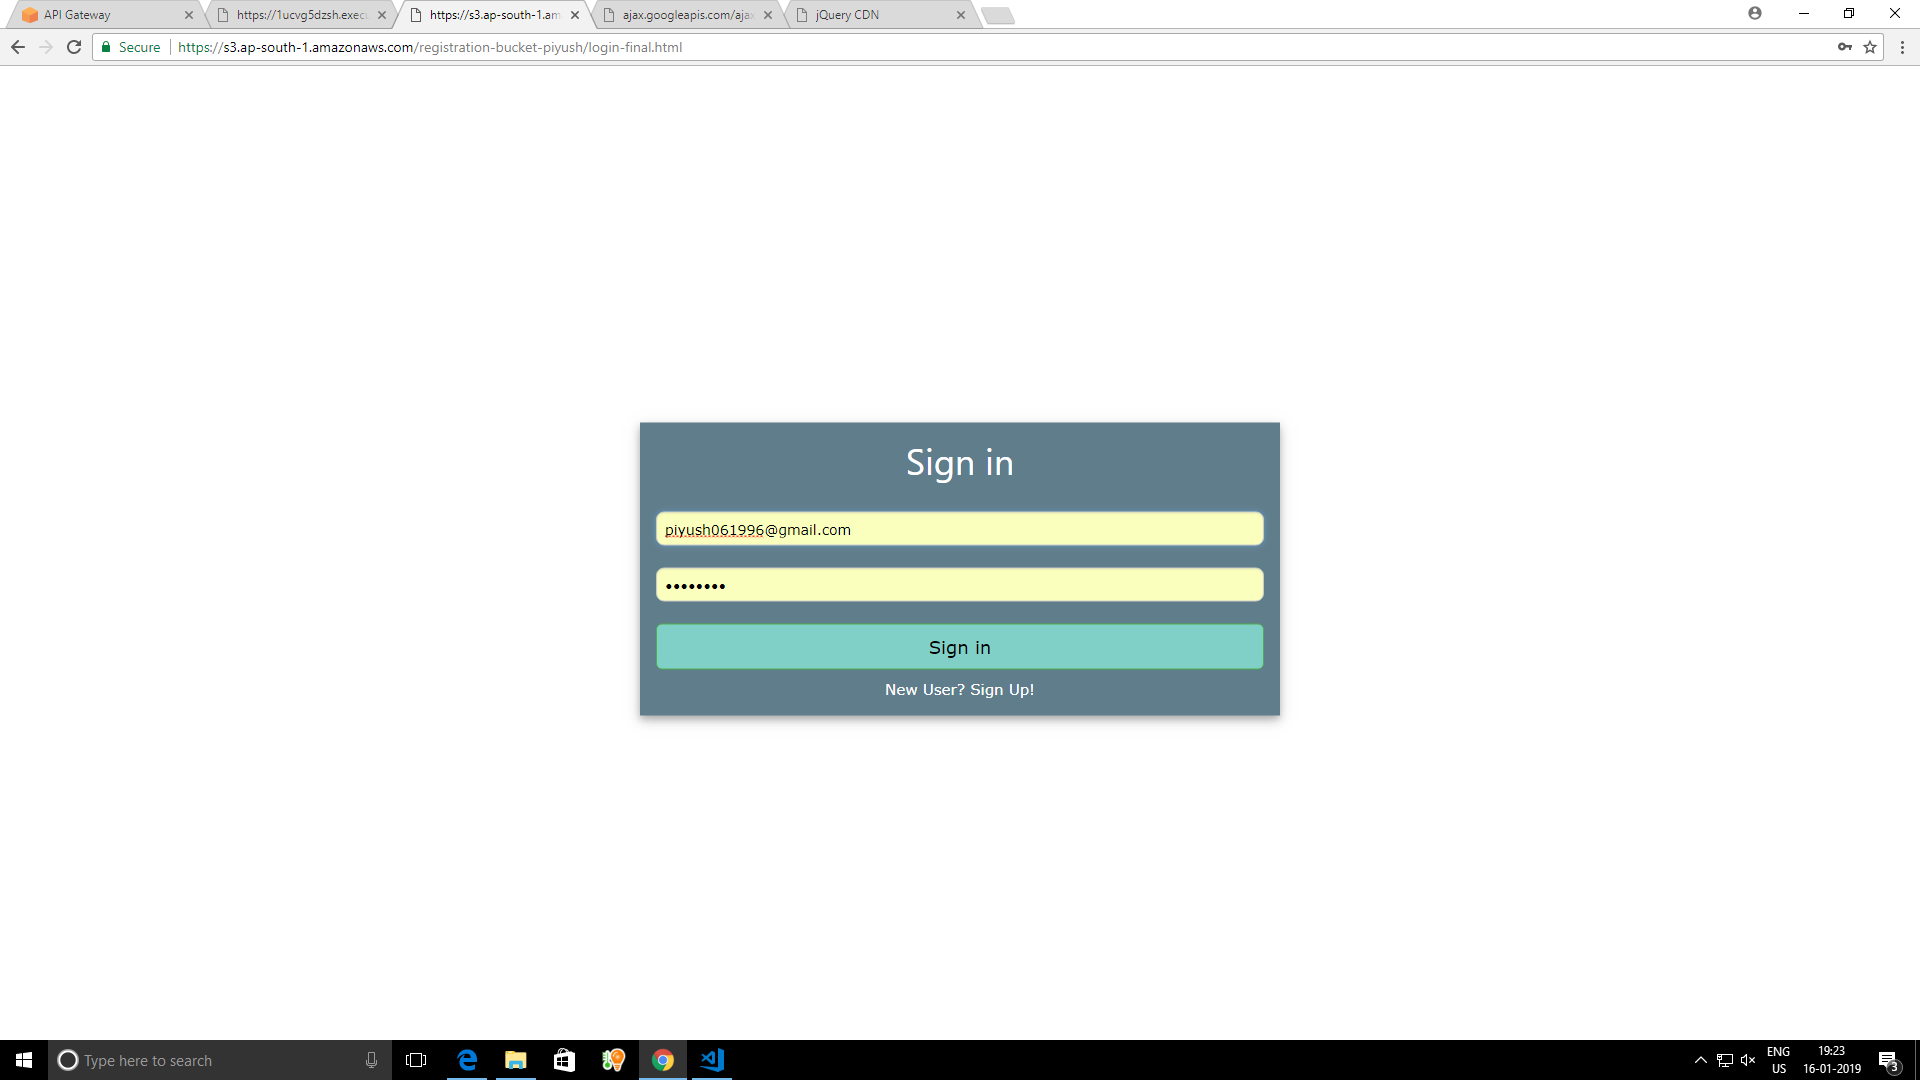 API Gateway
https://1ucvg5dzsh.execu
https://s3.ap-south-1.am
ajax.googleapis.com/ajax
jQuery CDN
Secure
https://s3.ap-south-1.amazonaws.com/registration-bucket-piyush/login-final.html
Sign in
piyush061996@gmail.com
••••••••
Sign in
New User? Sign Up!
Type here to search
ENG
US
19:23
16-01-2019
3